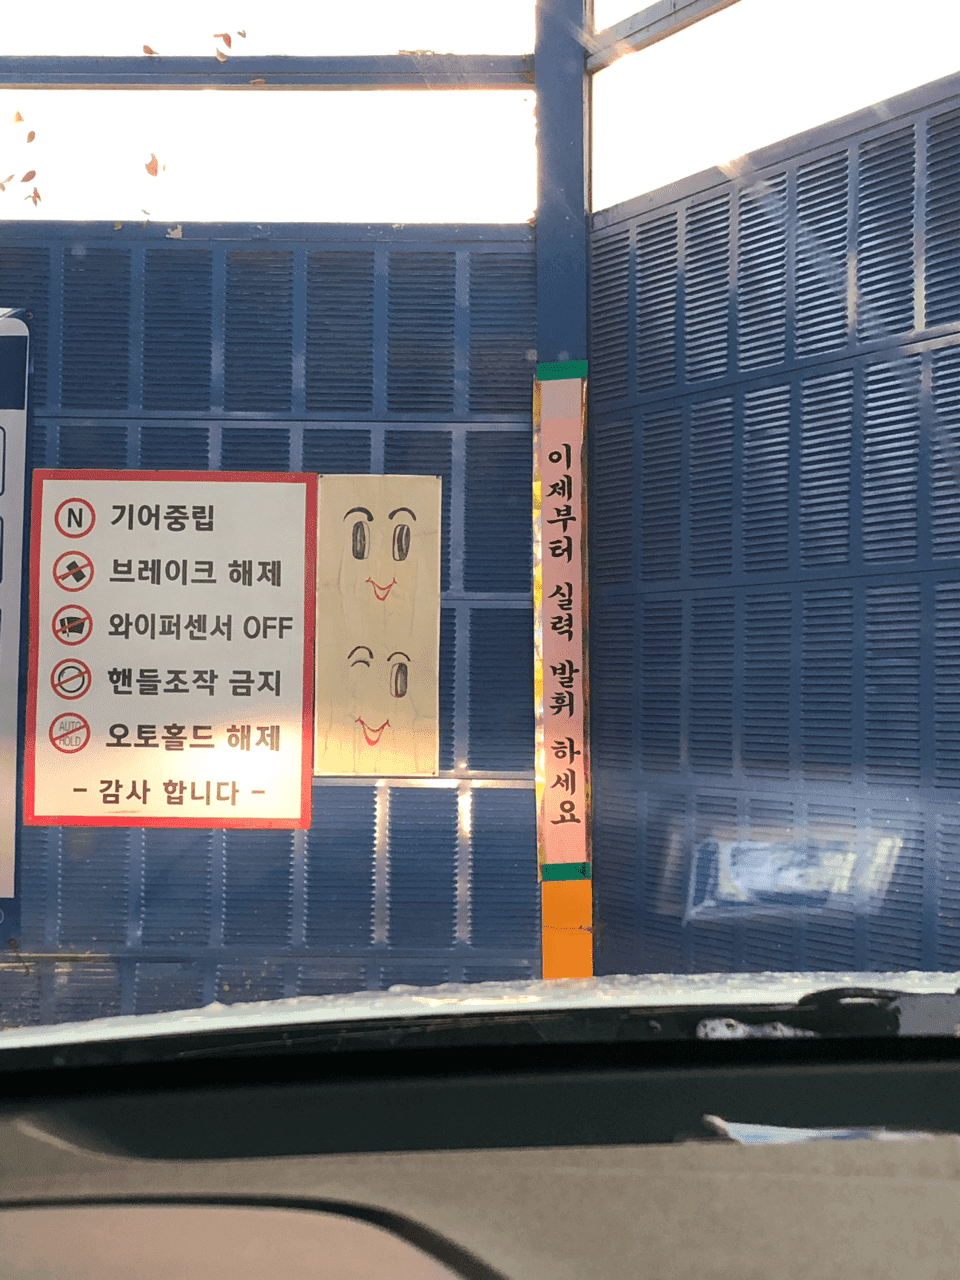 N 기어중립
브레이크 해제
와이퍼센서 OFF
핸들조작 금지
AUTO HOLD 오토홀드 해제
- 감사 합니다 -
이제부터 실력 발휘 하세요